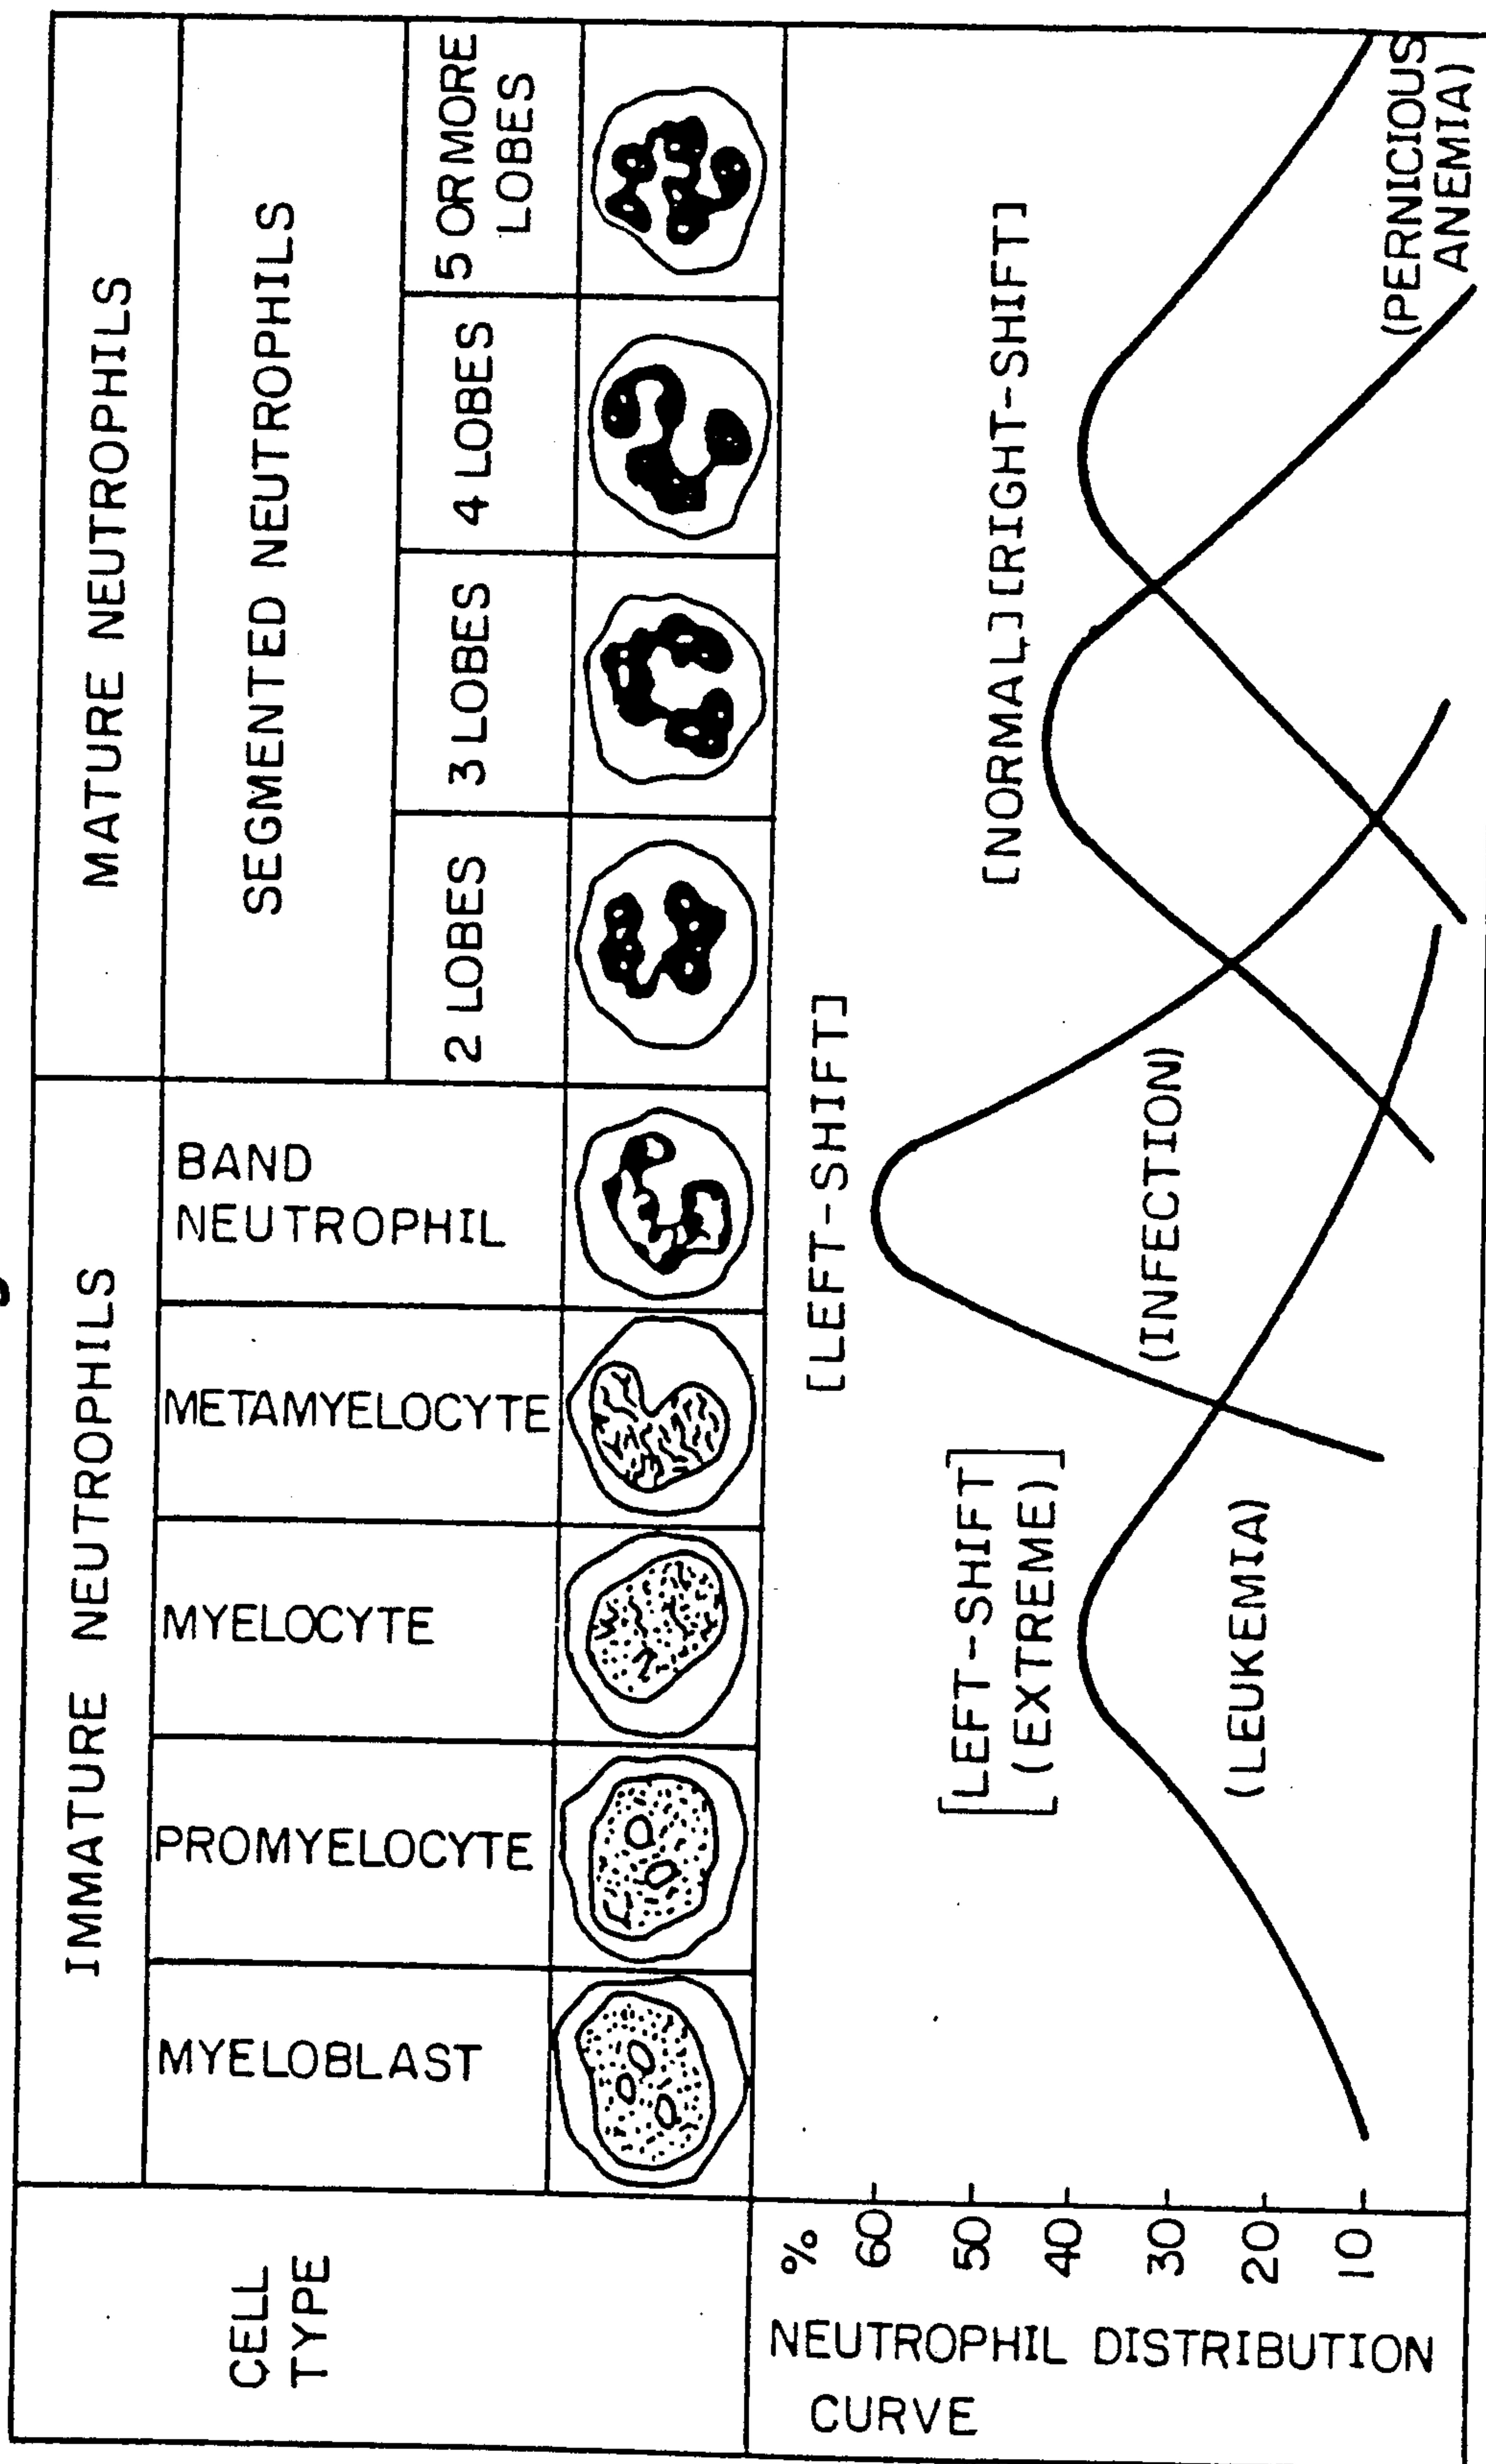 CELL
TYPE
IMMATURE NEUTROPHILS
MATURE NEUTROPHILS
MYELOBLAST
PROMYELOCYTE
MYELOCYTE
METAMYELOCYTE
BAND
NEUTROPHIL
SEGMENTED NEUTROPHILS
2 LOBES
3 LOBES
4 LOBES
5 OR MORE
LOBES
NEUTROPHIL DISTRIBUTION
CURVE
%
60
50
40
30
20
10
[LEFT-SHIFT]
[(EXTREME)]
(LEUKEMIA)
[LEFT-SHIFT]
(INFECTION)
[NORMAL] [RIGHT-SHIFT]
(PERNICIOUS
ANEMIA)